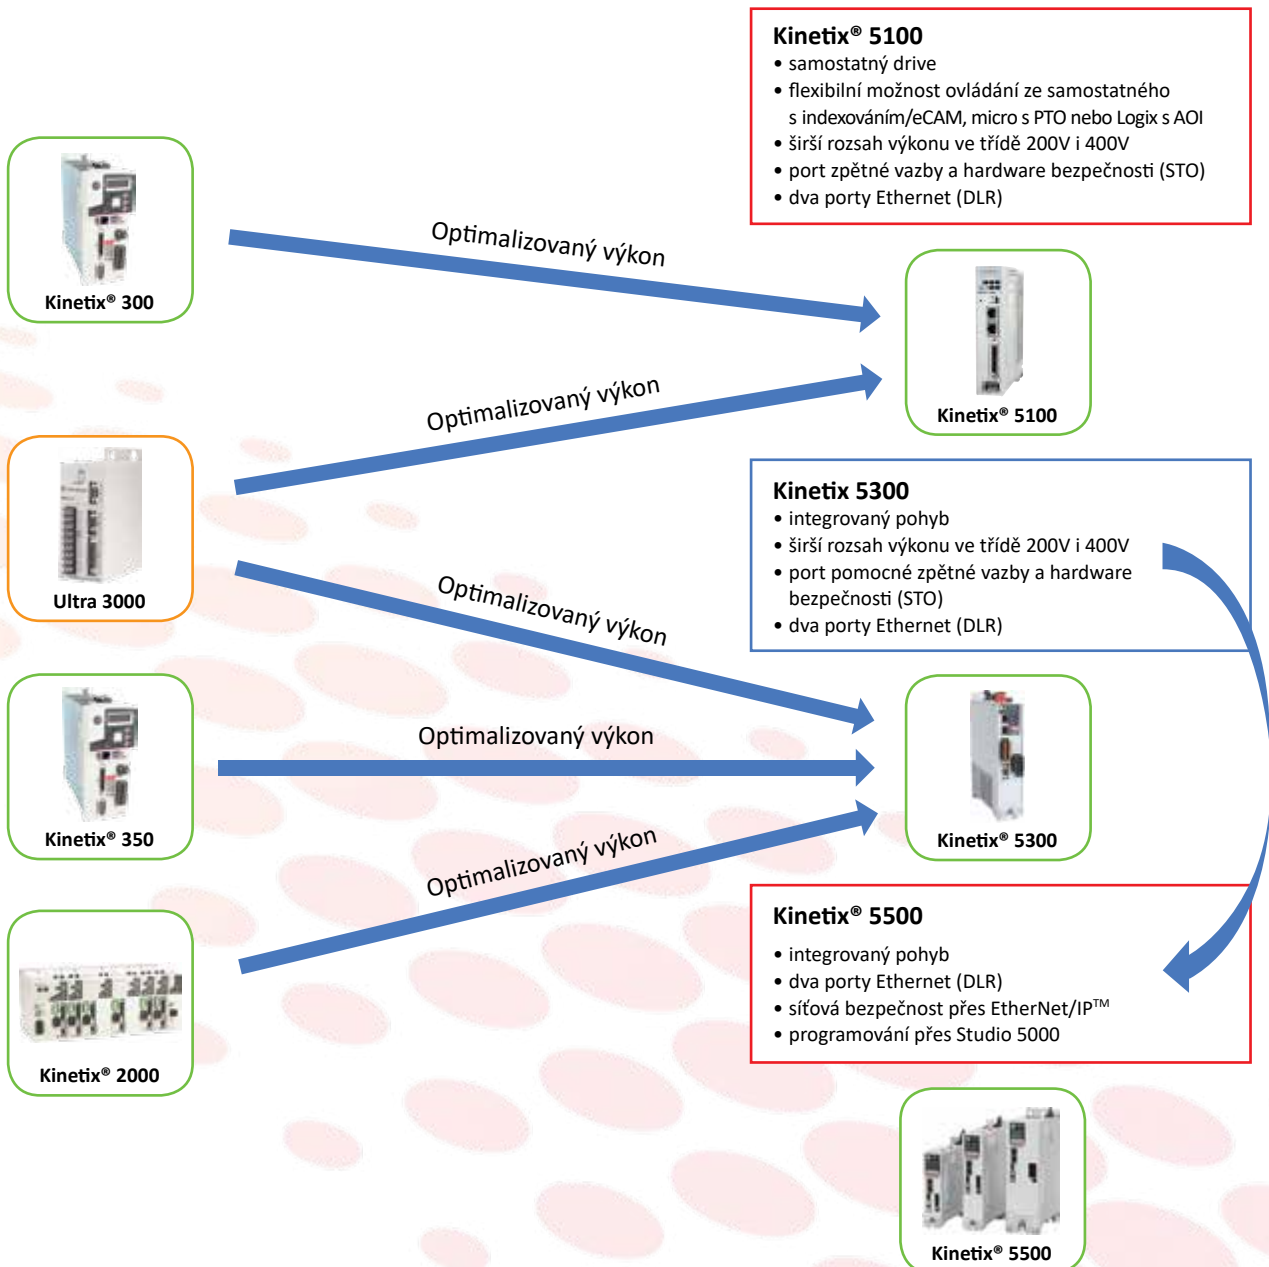 Kinetix® 5100
• samostatný drive
• flexibilní možnost ovládání ze samostatného
s indexováním/eCAM, micro s PTO nebo Logix s AOI
• širší rozsah výkonu ve třídě 200V i 400V
• port zpětné vazby a hardware bezpečnosti (STO)
• dva porty Ethernet (DLR)
Kinetix® 300
Optimalizovaný výkon
Kinetix® 5100
Optimalizovaný výkon
Ultra 3000
Kinetix 5300
• integrovaný pohyb
• širší rozsah výkonu ve třídě 200V i 400V
• port pomocné zpětné vazby a hardware
bezpečnosti (STO)
• dva porty Ethernet (DLR)
Optimalizovaný výkon
Kinetix® 350
Optimalizovaný výkon
Kinetix® 5300
Optimalizovaný výkon
Kinetix® 2000
Kinetix® 5500
• integrovaný pohyb
• dva porty Ethernet (DLR)
• síťová bezpečnost přes EtherNet/IP™
• programování přes Studio 5000
Kinetix® 5500